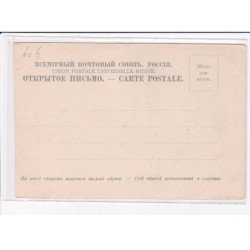 606
ВСЕМІРНЫЙ ПОЧТОВЫЙ СОЮЗЪ. РОССІЯ.
UNION POSTALE UNIVERSELLE RUSSIE.
ОТКРЫТОЕ ПИСЬМО. — CARTE POSTALE.
Мѣсто
для
марки.
На этой сторонѣ пишется только адресъ. — Côté réservé exclusivement à l'adresse.